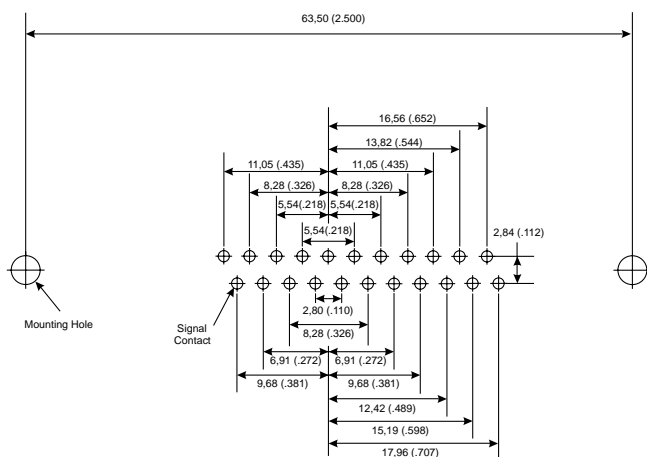 63,50 (2.500)
16,56 (.652)
13,82 (.544)
11,05 (.435) 11,05 (.435)
8,28 (.326) 8,28 (.326)
5,54(.218) 5,54(.218)
5,54(.218)
2,84 (.112)
Mounting Hole
Signal
Contact
2,80 (.110)
8,28 (.326)
6,91 (.272) 6,91 (.272)
9,68 (.381) 9,68 (.381)
12,42 (.489)
15,19 (.598)
17,96 (.707)